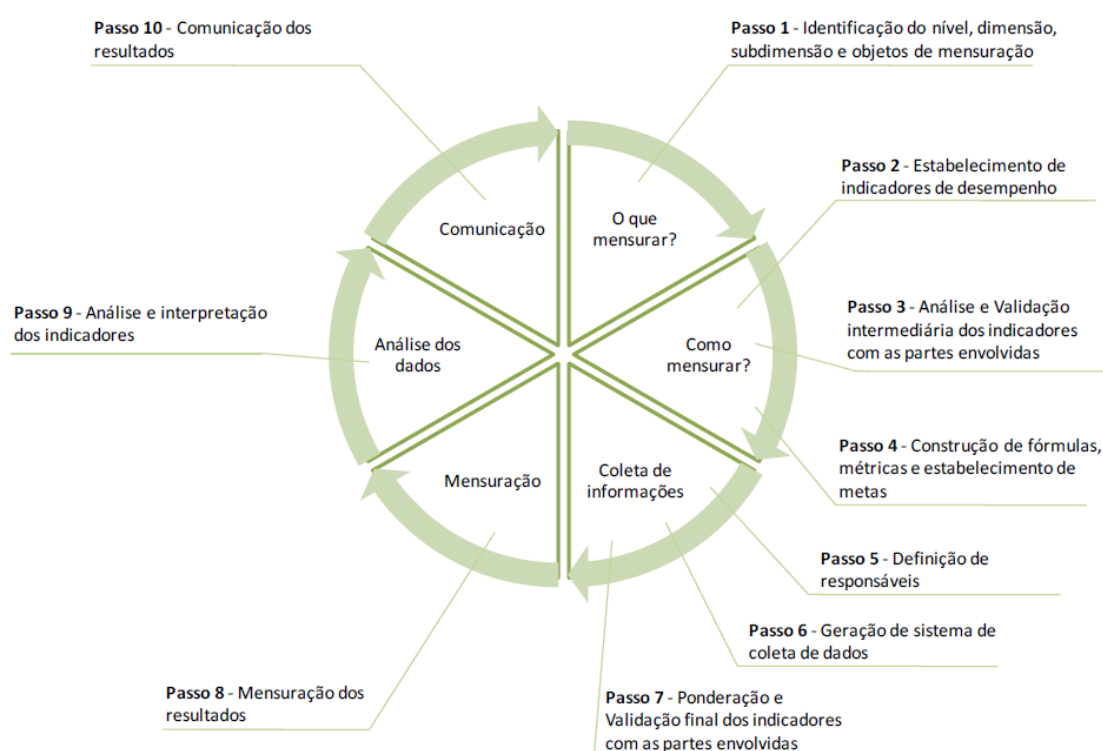 Passo 10 - Comunicação dos
resultados
Passo 1 - Identificação do nível, dimensão,
subdimensão e objetos de mensuração
Passo 2 - Estabelecimento de
indicadores de desempenho
Comunicação
O que
mensurar?
Passo 9 - Análise e interpretação
dos indicadores
Passo 3 - Análise e Validação
intermediária dos indicadores
com as partes envolvidas
Análise dos
dados
Como
mensurar?
Passo 4 - Construção de fórmulas,
métricas e estabelecimento de
metas
Mensuração
Coleta de
informações
Passo 5 - Definição de
responsáveis
Passo 6 - Geração de sistema de
coleta de dados
Passo 8 - Mensuração dos
resultados
Passo 7 - Ponderação e
Validação final dos indicadores
com as partes envolvidas